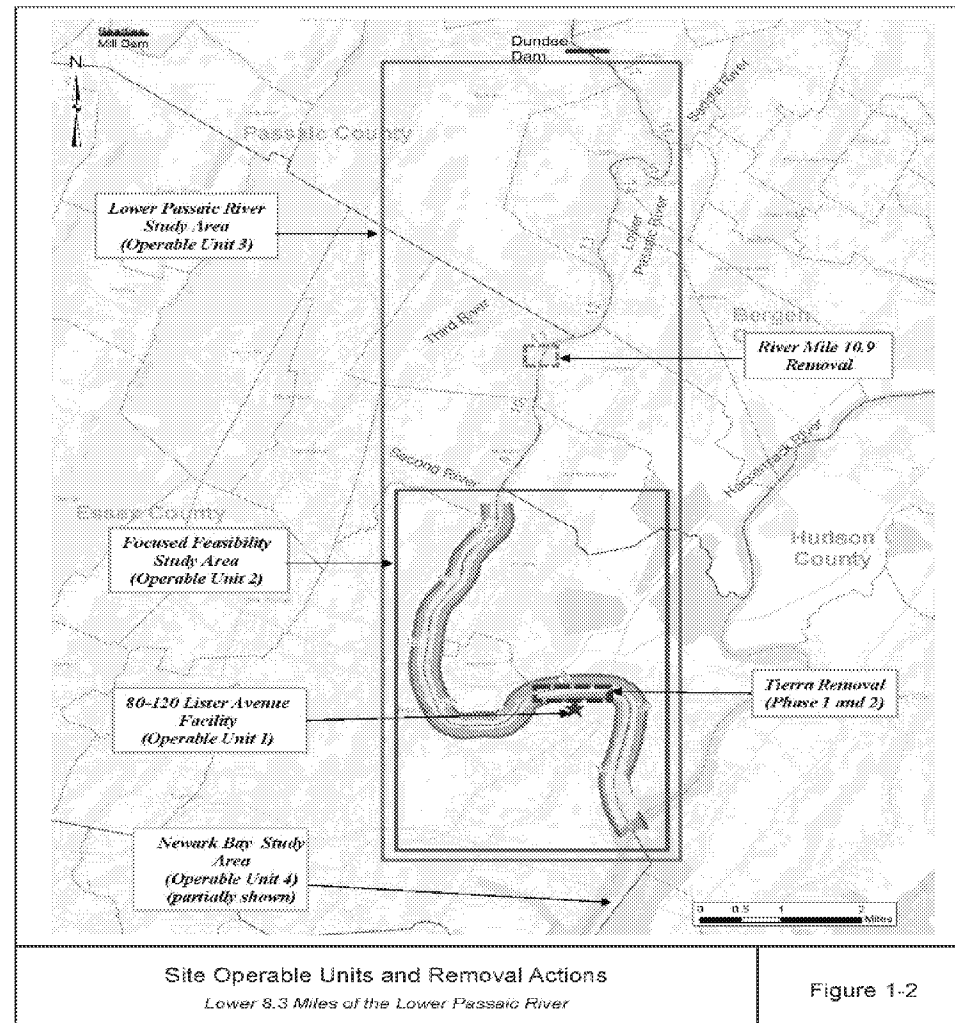 Mill Dam
Dundee
Dam
N
Saddle River
Passaic County
Lower Passaic River
Study Area
(Operable Unit 3)
Lower
Passaic River
Third River
Bergen
River Mile 10.9
Removal
Hackensack River
Second River
Essex County
Hudson
County
Focused Feasibility
Study Area
(Operable Unit 2)
80-120 Lister Avenue
Facility
(Operable Unit 1)
Tierra Removal
(Phase 1 and 2)
Newark Bay Study
Area
(Operable Unit 4)
(partially shown)
0 0.5 1 2
Miles
Site Operable Units and Removal Actions
Lower 8.3 Miles of the Lower Passaic River
Figure 1-2